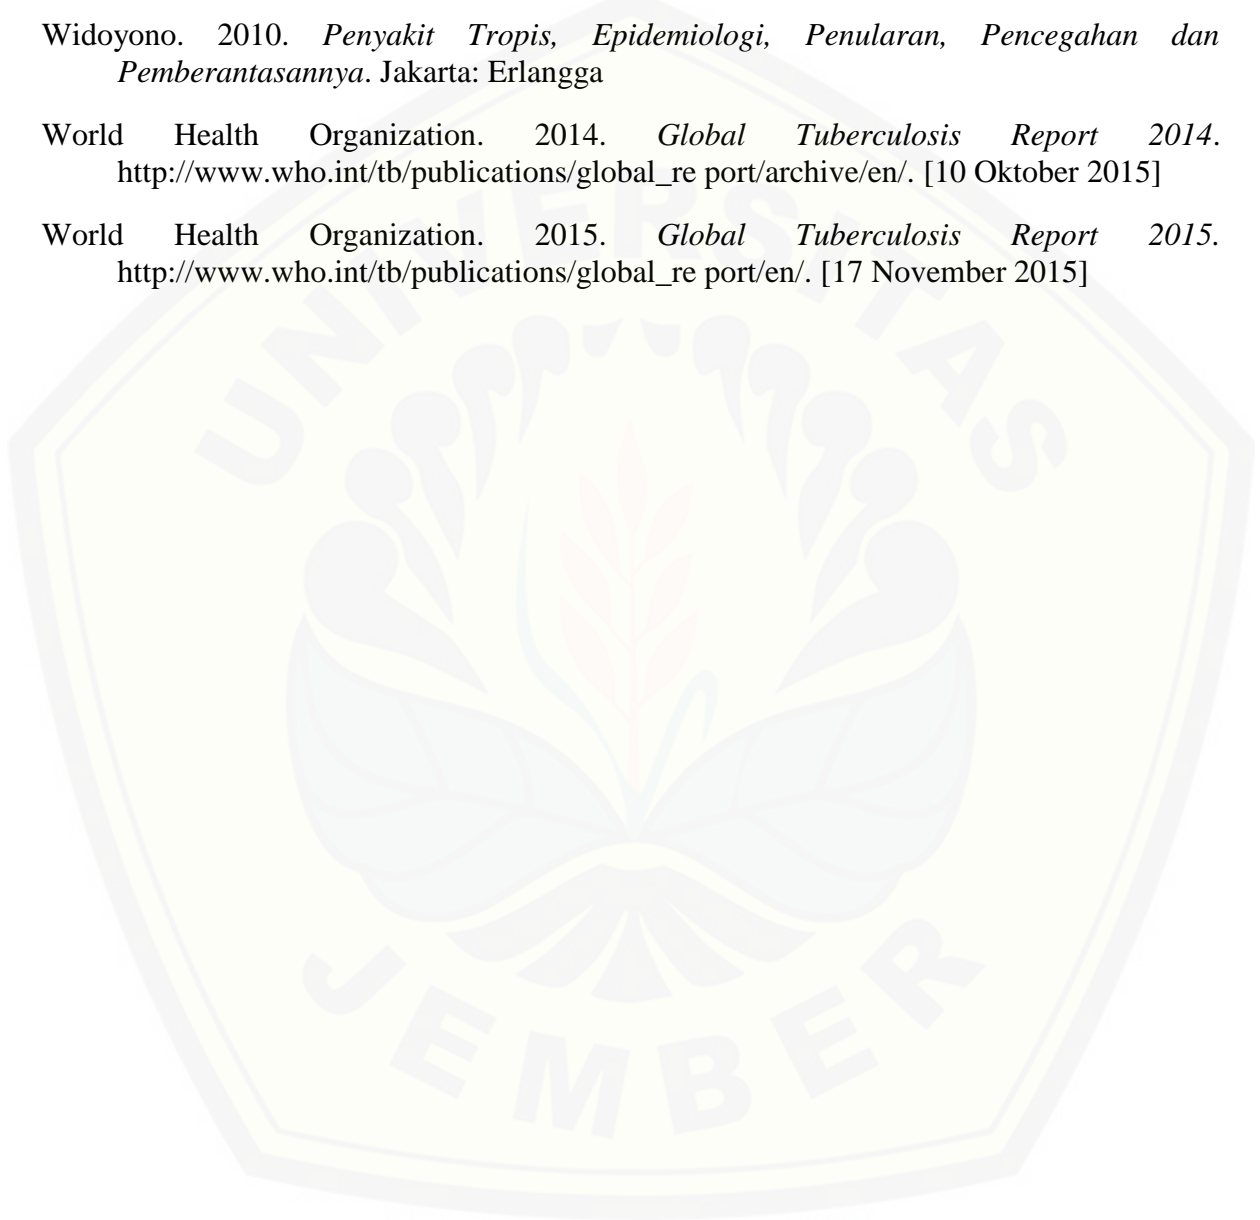 Widoyono. 2010. Penyakit Tropis, Epidemiologi, Penularan, Pencegahan dan
Pemberantasannya. Jakarta: Erlangga
World Health Organization. 2014. Global Tuberculosis Report 2014.
http://www.who.int/tb/publications/global_re port/archive/en/. [10 Oktober 2015]
World Health Organization. 2015. Global Tuberculosis Report 2015.
http://www.who.int/tb/publications/global_re port/en/. [17 November 2015]
UNIVERSITAS
JEMBER